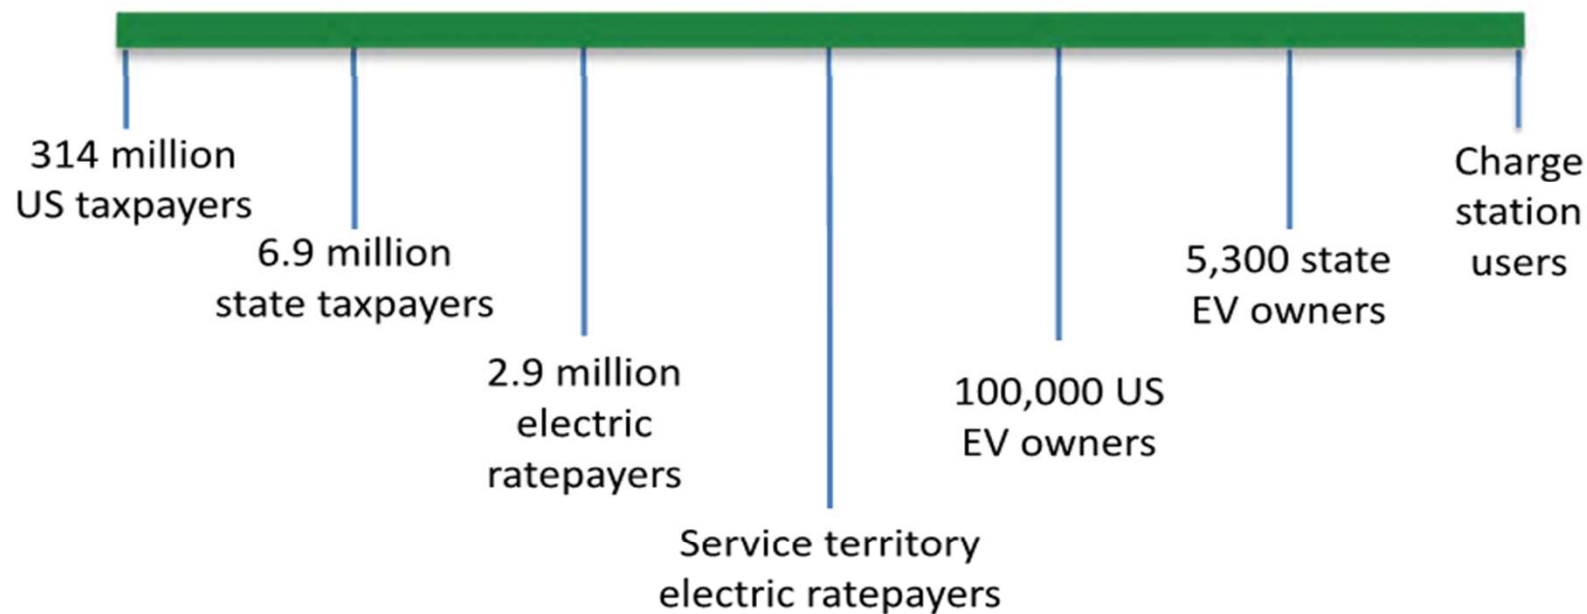 314 million
US taxpayers
6.9 million
state taxpayers
2.9 million
electric
ratepayers
Service territory
electric ratepayers
100,000 US
EV owners
5,300 state
EV owners
Charge
station
users